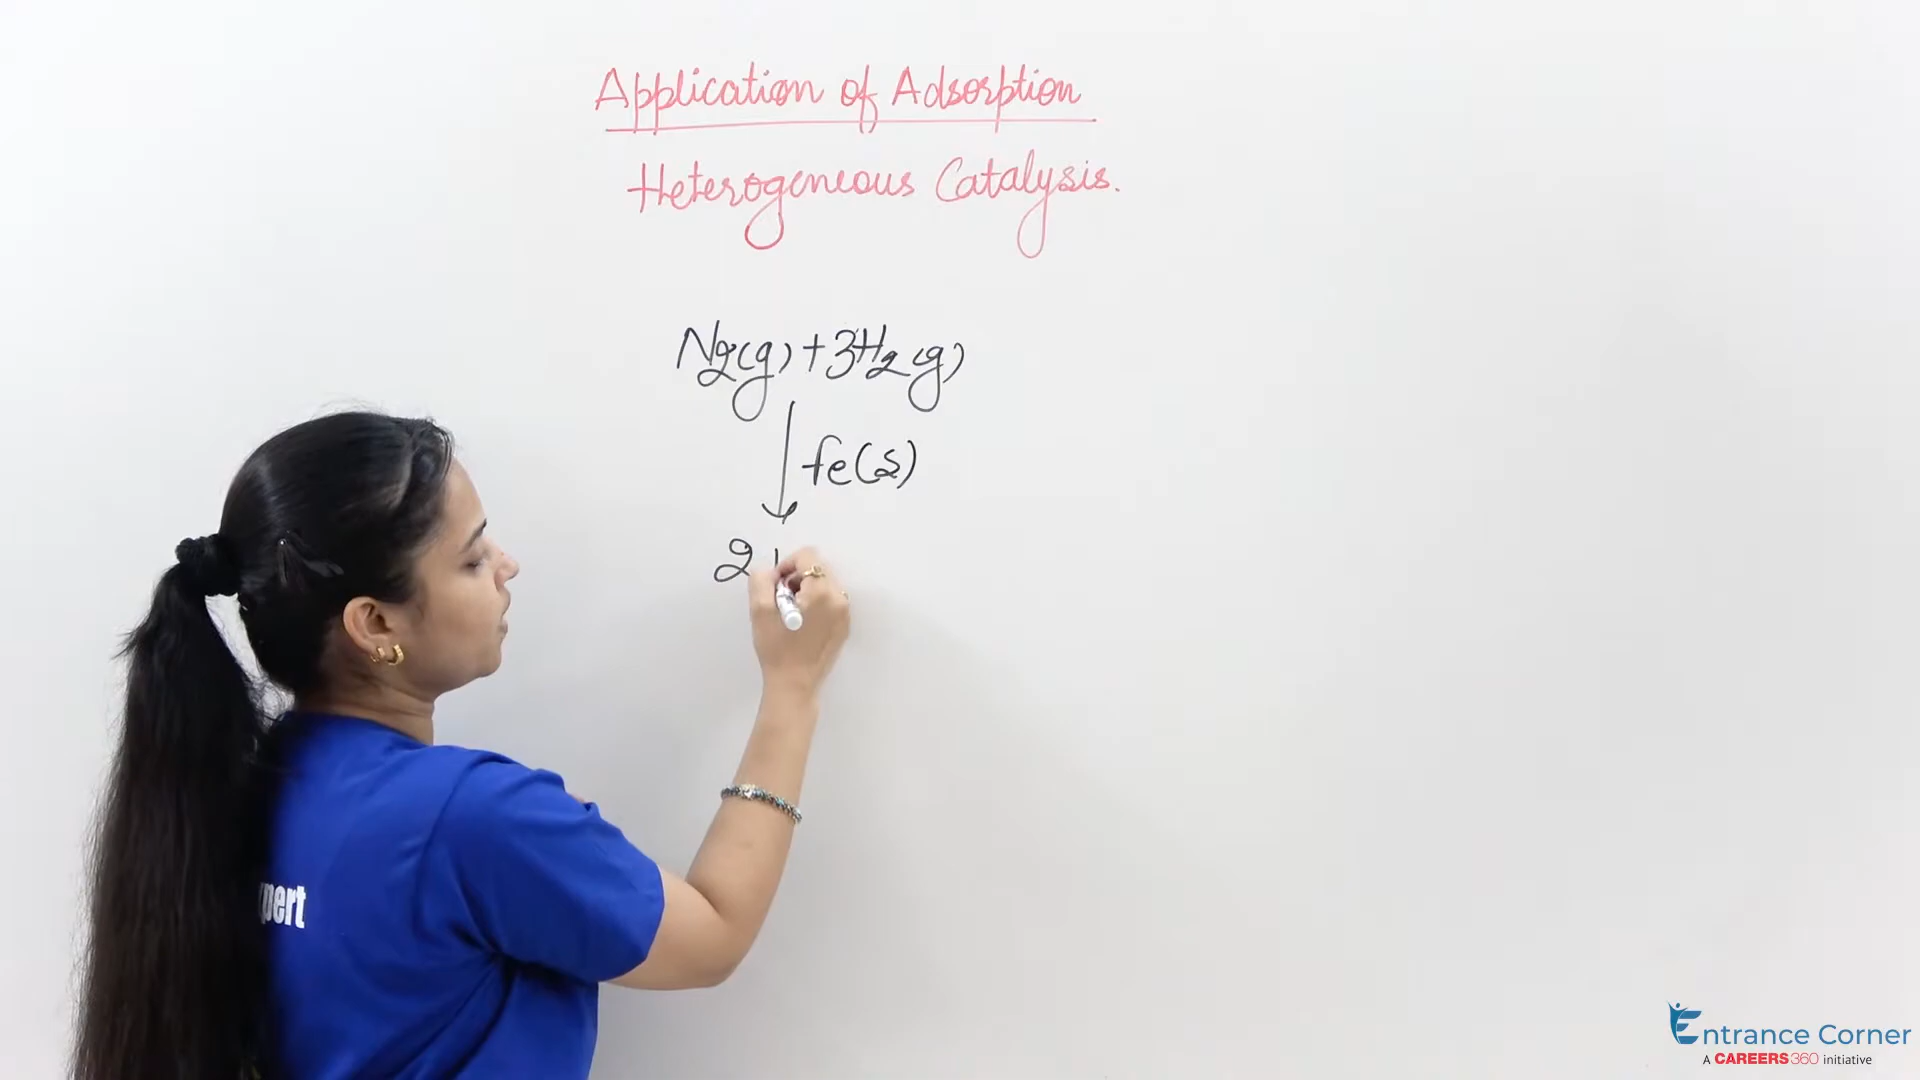 Application of Adsorption
Heterogeneous Catalysis.
N2(g) + 3H2(g)
fe(s)
2
pert
Entrance Corner
A CAREERS360 initiative